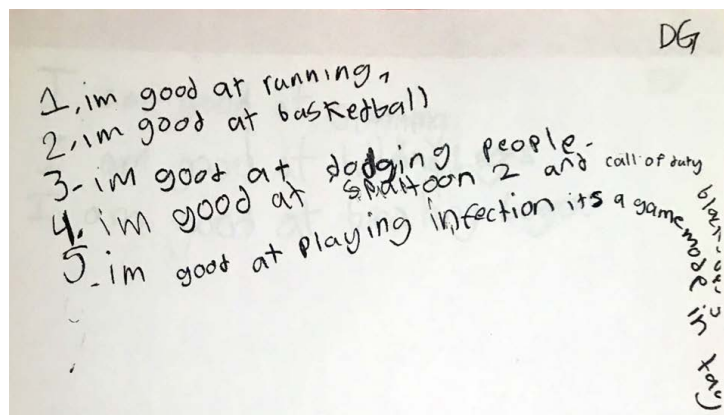 DG
1, im good at running,
2, im good at basketball
3- im good at dodging people.
4. im good at splatoon 2 and call of duty
5. im good at playing infection its a game mode in tag